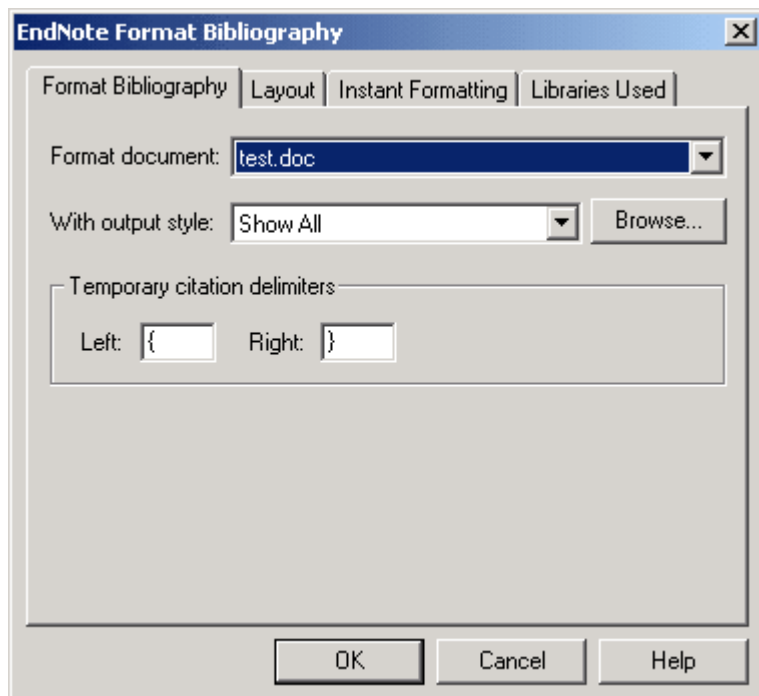 EndNote Format Bibliography
Format Bibliography Layout Instant Formatting Libraries Used
Format document: test.doc
With output style: Show All Browse...
Temporary citation delimiters
Left: { Right: }
OK Cancel Help